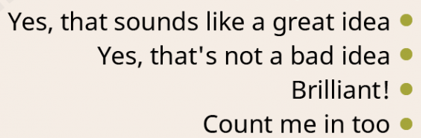 Yes, that sounds like a great idea
Yes, that's not a bad idea
Brilliant!
Count me in too